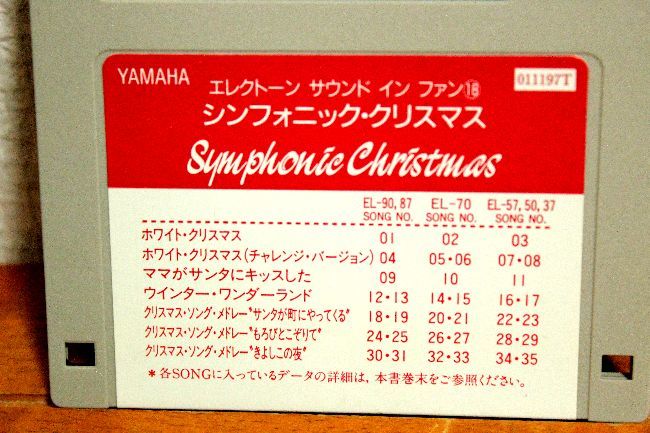 YAMAHA エレクトーン サウンド イン ファン⑱ 011197T
シンフォニック・クリスマス
Symphonic Christmas
EL-90, 87 EL-70 EL-57, 50, 37
SONG NO. SONG NO. SONG NO.
ホワイト・クリスマス 01 02 03
ホワイト・クリスマス(チャレンジ・バージョン) 04 05・06 07・08
ママがサンタにキッスした 09 10 11
ウインター・ワンダーランド 12・13 14・15 16・17
クリスマス・ソング・メドレー"サンタが町にやってくる" 18・19 20・21 22・23
クリスマス・ソング・メドレー"もろびとこぞりて" 24・25 26・27 28・29
クリスマス・ソング・メドレー"きよしこの夜" 30・31 32・33 34・35
*各SONGに入っているデータの詳細は、本書巻末をご参照ください。